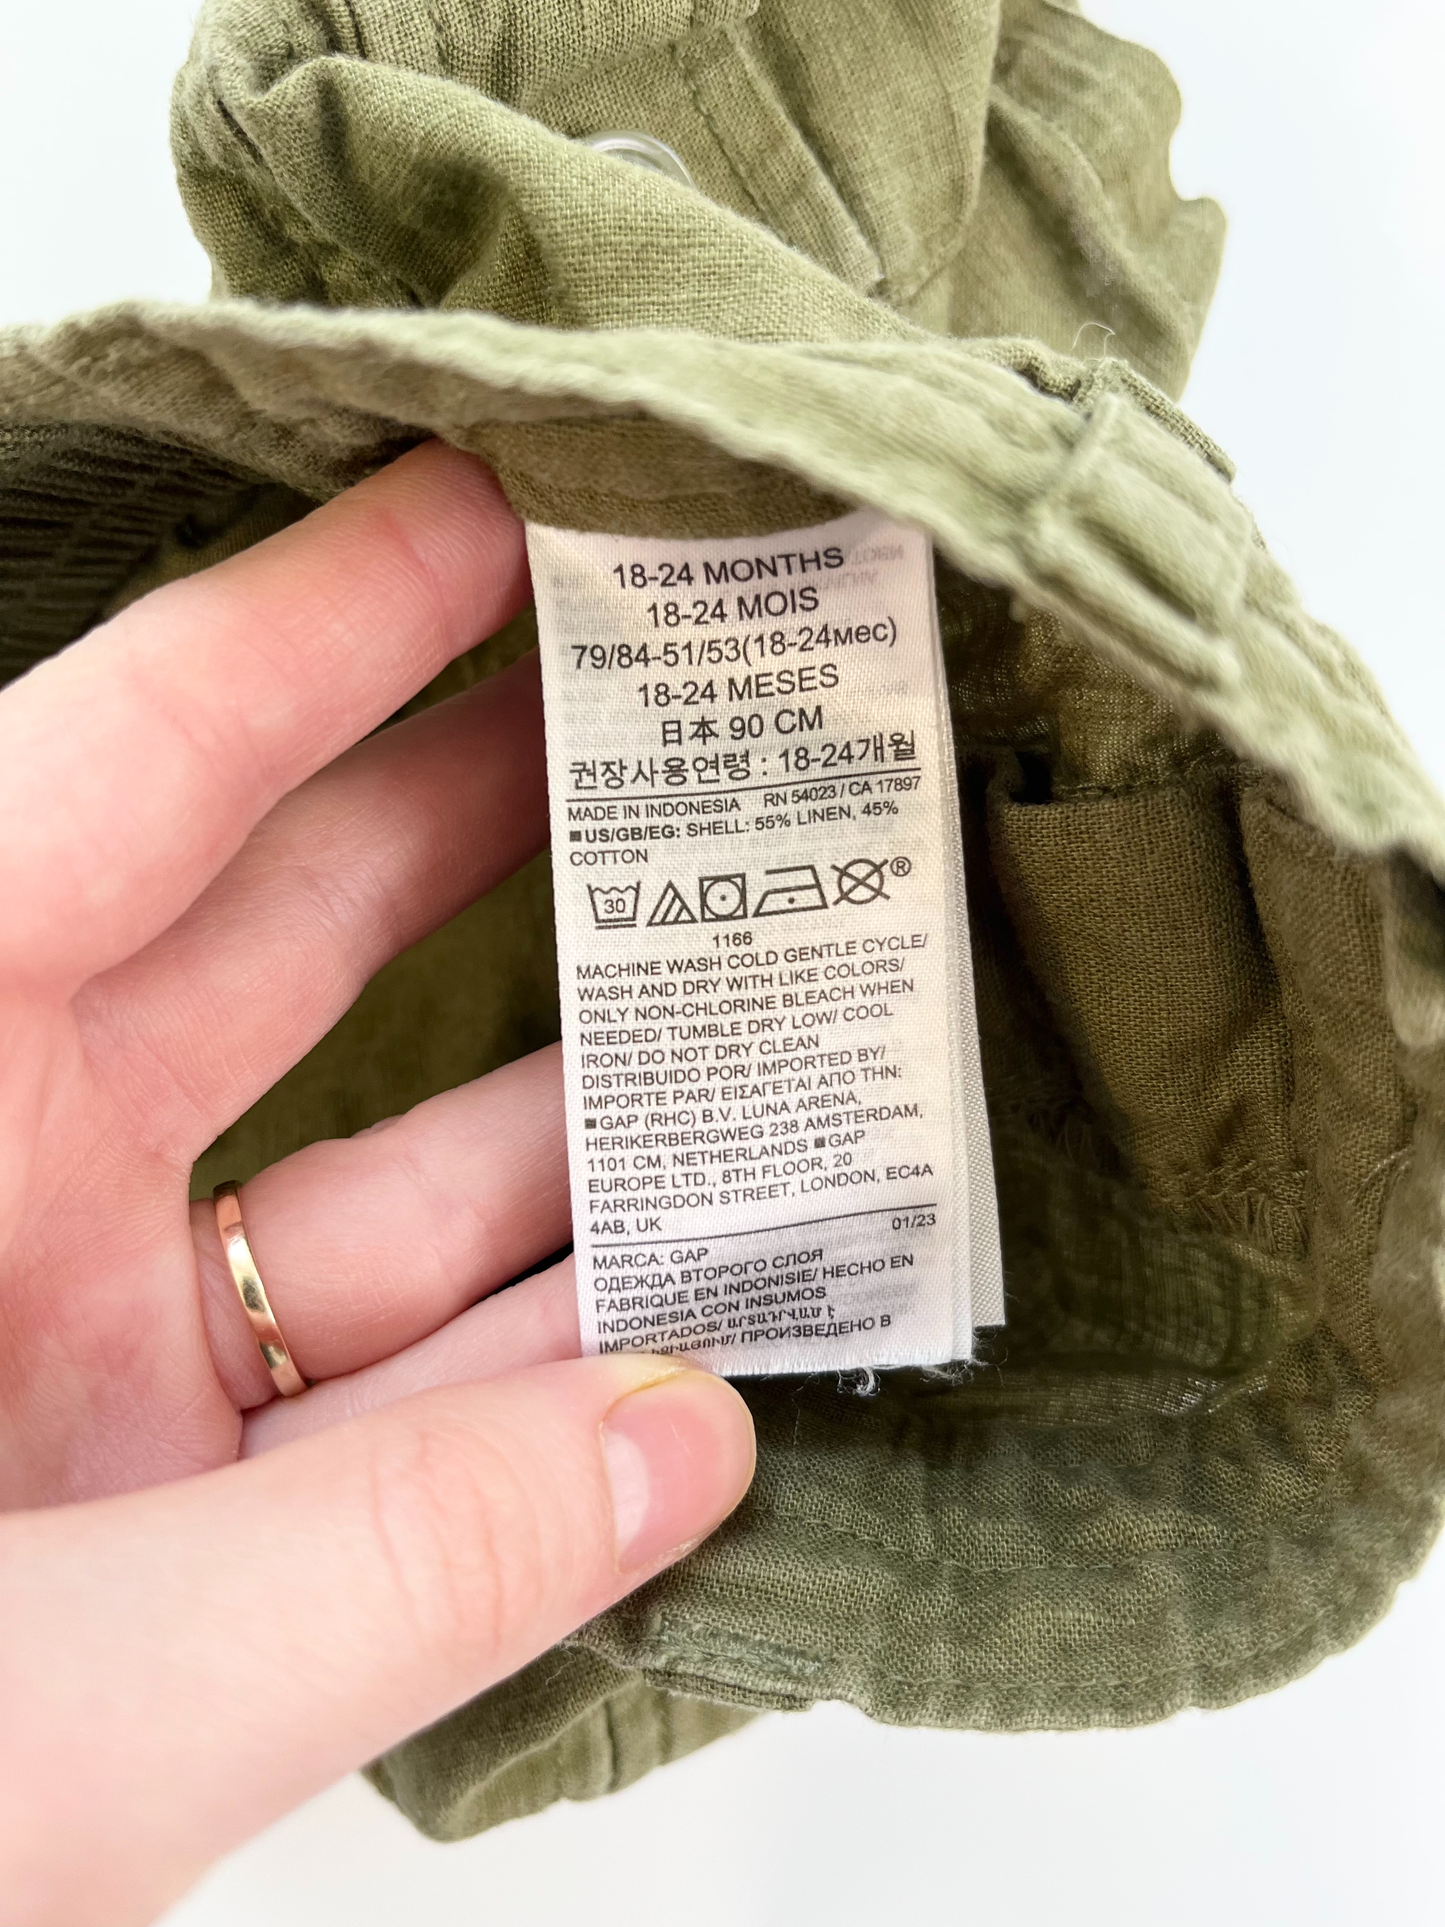 18-24 MONTHS
18-24 MOIS
79/84-51/53(18-24мес)
18-24 MESES
日本 90 CM
권장사용연령 : 18-24개월
MADE IN INDONESIA RN 54023 / CA 17897
■US/GB/EG: SHELL: 55% LINEN, 45%
COTTON
30 ®
1166
MACHINE WASH COLD GENTLE CYCLE/
WASH AND DRY WITH LIKE COLORS/
ONLY NON-CHLORINE BLEACH WHEN
NEEDED/ TUMBLE DRY LOW/ COOL
IRON/ DO NOT DRY CLEAN
DISTRIBUIDO POR/ IMPORTED BY/
IMPORTE PAR/ ΕΙΣΑΓΕΤΑΙ ΑΠΟ ΤΗΝ:
■GAP (RHC) B.V. LUNA ARENA,
HERIKERBERGWEG 238 AMSTERDAM,
1101 CM, NETHERLANDS ■GAP
EUROPE LTD., 8TH FLOOR, 20
FARRINGDON STREET, LONDON, EC4A
4AB, UK 01/23
MARCA: GAP
ОДЕЖДА ВТОРОГО СЛОЯ
FABRIQUE EN INDONISIE/ HECHO EN
INDONESIA CON INSUMOS
IMPORTADOS/ ԱՐՏԱԴՐՎԱԾ Է
ПРОИЗВЕДЕНО В